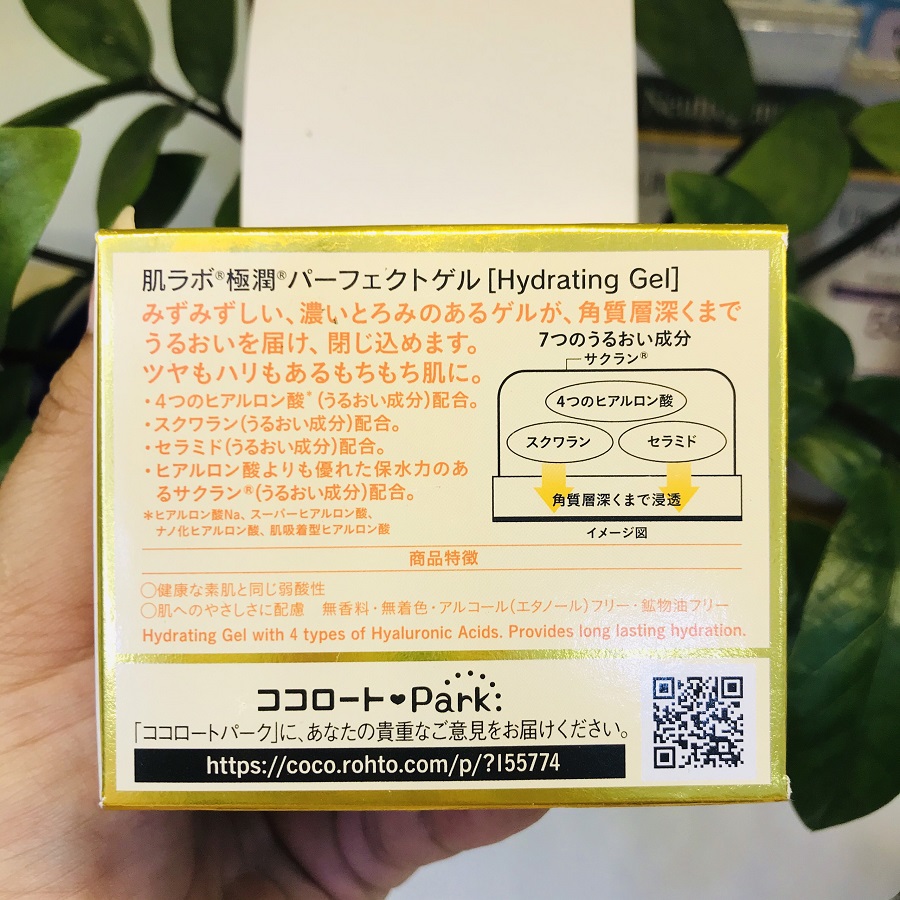 肌ラボ®極潤®パーフェクトゲル [Hydrating Gel]
みずみずしい、濃いとろみのあるゲルが、角質層深くまで
うるおいを届け、閉じ込めます。
ツヤもハリもあるもちもち肌に。
・4つのヒアルロン酸*(うるおい成分)配合。
・スクワラン(うるおい成分)配合。
・セラミド(うるおい成分)配合。
・ヒアルロン酸よりも優れた保水力のあ
るサクラン®(うるおい成分)配合。
*ヒアルロン酸Na、スーパーヒアルロン酸、
ナノ化ヒアルロン酸、肌吸着型ヒアルロン酸
7つのうるおい成分
サクラン®
4つのヒアルロン酸
スクワラン
セラミド
角質層深くまで浸透
イメージ図
商品特徴
○健康な素肌と同じ弱酸性
○肌へのやさしさに配慮 無香料・無着色・アルコール(エタノール)フリー・鉱物油フリー
Hydrating Gel with 4 types of Hyaluronic Acids. Provides long lasting hydration.
ココロート♥Park
「ココロートパーク」に、あなたの貴重なご意見をお届けください。
https://coco.rohto.com/p/?155774